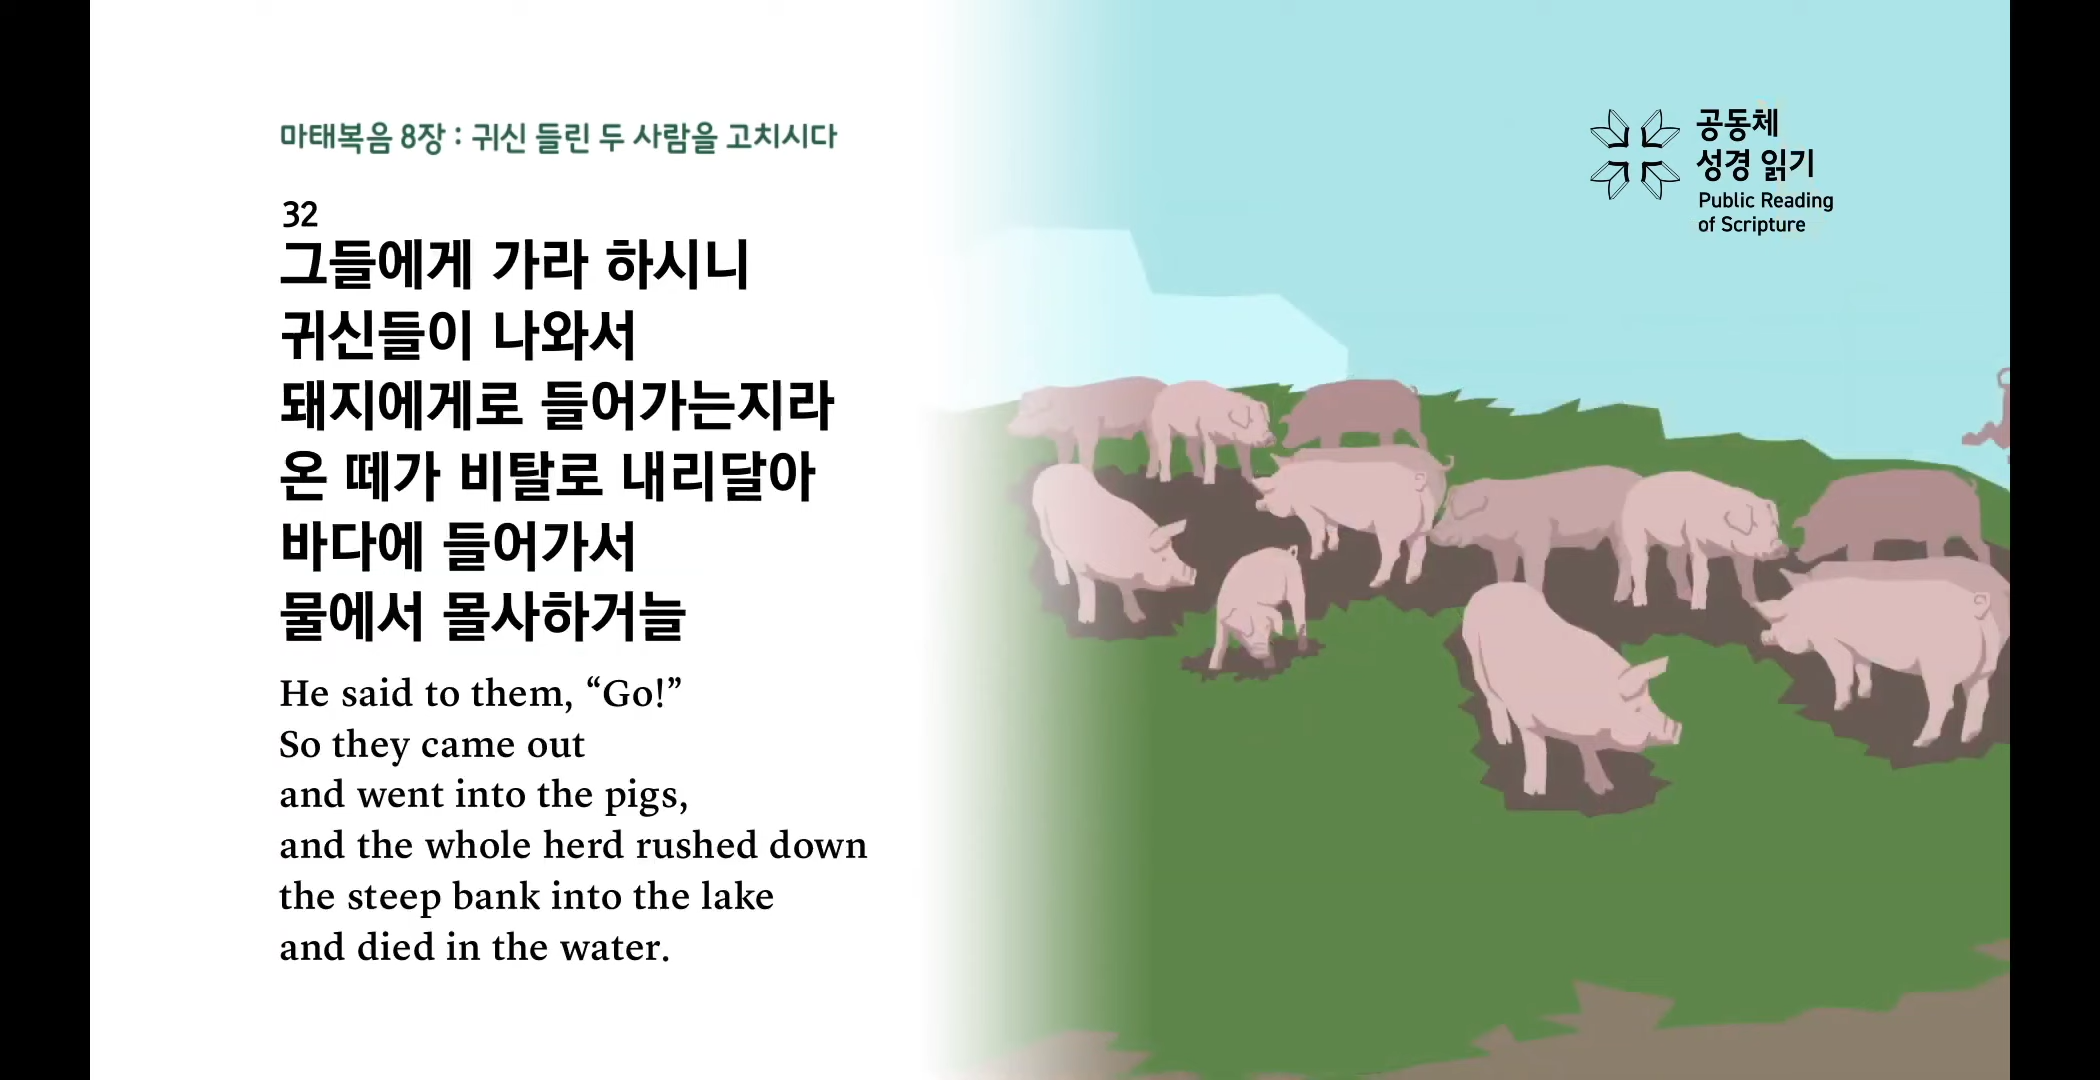 마태복음 8장 : 귀신 들린 두 사람을 고치시다
32
그들에게 가라 하시니
귀신들이 나와서
돼지에게로 들어가는지라
온 떼가 비탈로 내리달아
바다에 들어가서
물에서 몰사하거늘
He said to them, “Go!”
So they came out
and went into the pigs,
and the whole herd rushed down
the steep bank into the lake
and died in the water.
공동체
성경 읽기
Public Reading
of Scripture